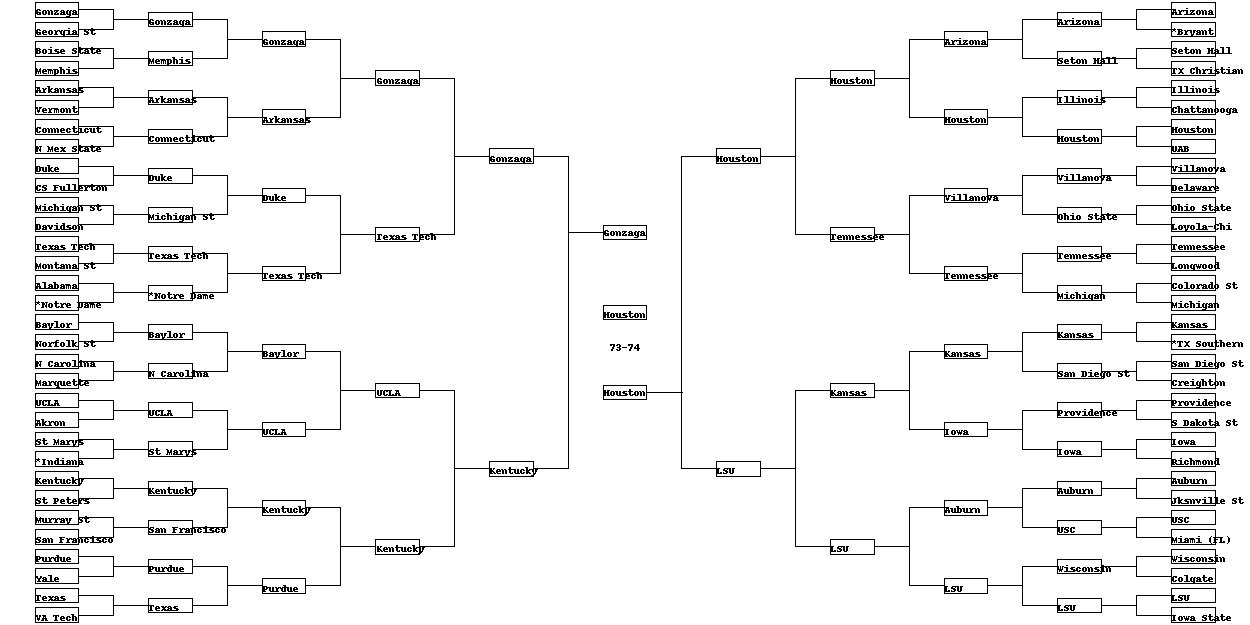 Gonzaga
Georgia St
Boise State
Memphis
Arkansas
Vermont
Connecticut
N Mex State
Duke
CS Fullerton
Michigan St
Davidson
Texas Tech
Montana St
Alabama
*Notre Dame
Baylor
Norfolk St
N Carolina
Marquette
UCLA
Akron
St Marys
*Indiana
Kentucky
St Peters
Murray St
San Francisco
Purdue
Yale
Texas
VA Tech
Gonzaga
Memphis
Arkansas
Connecticut
Duke
Michigan St
Texas Tech
*Notre Dame
Baylor
N Carolina
UCLA
St Marys
Kentucky
San Francisco
Purdue
Texas
Gonzaga
Arkansas
Duke
Texas Tech
Baylor
UCLA
Kentucky
Purdue
Gonzaga
Texas Tech
UCLA
Kentucky
Gonzaga
Kentucky
Gonzaga
Houston
73-74
Houston
Houston
LSU
Houston
Tennessee
Kansas
LSU
Arizona
Houston
Villanova
Tennessee
Kansas
Iowa
Auburn
LSU
Arizona
Seton Hall
Illinois
Houston
Villanova
Ohio State
Tennessee
Michigan
Kansas
San Diego St
Providence
Iowa
Auburn
USC
Wisconsin
LSU
Arizona
*Bryant
Seton Hall
TX Christian
Illinois
Chattanooga
Houston
UAB
Villanova
Delaware
Ohio State
Loyola-Chi
Tennessee
Longwood
Colorado St
Michigan
Kansas
*TX Southern
San Diego St
Creighton
Providence
S Dakota St
Iowa
Richmond
Auburn
Jksnville St
USC
Miami (FL)
Wisconsin
Colgate
LSU
Iowa State